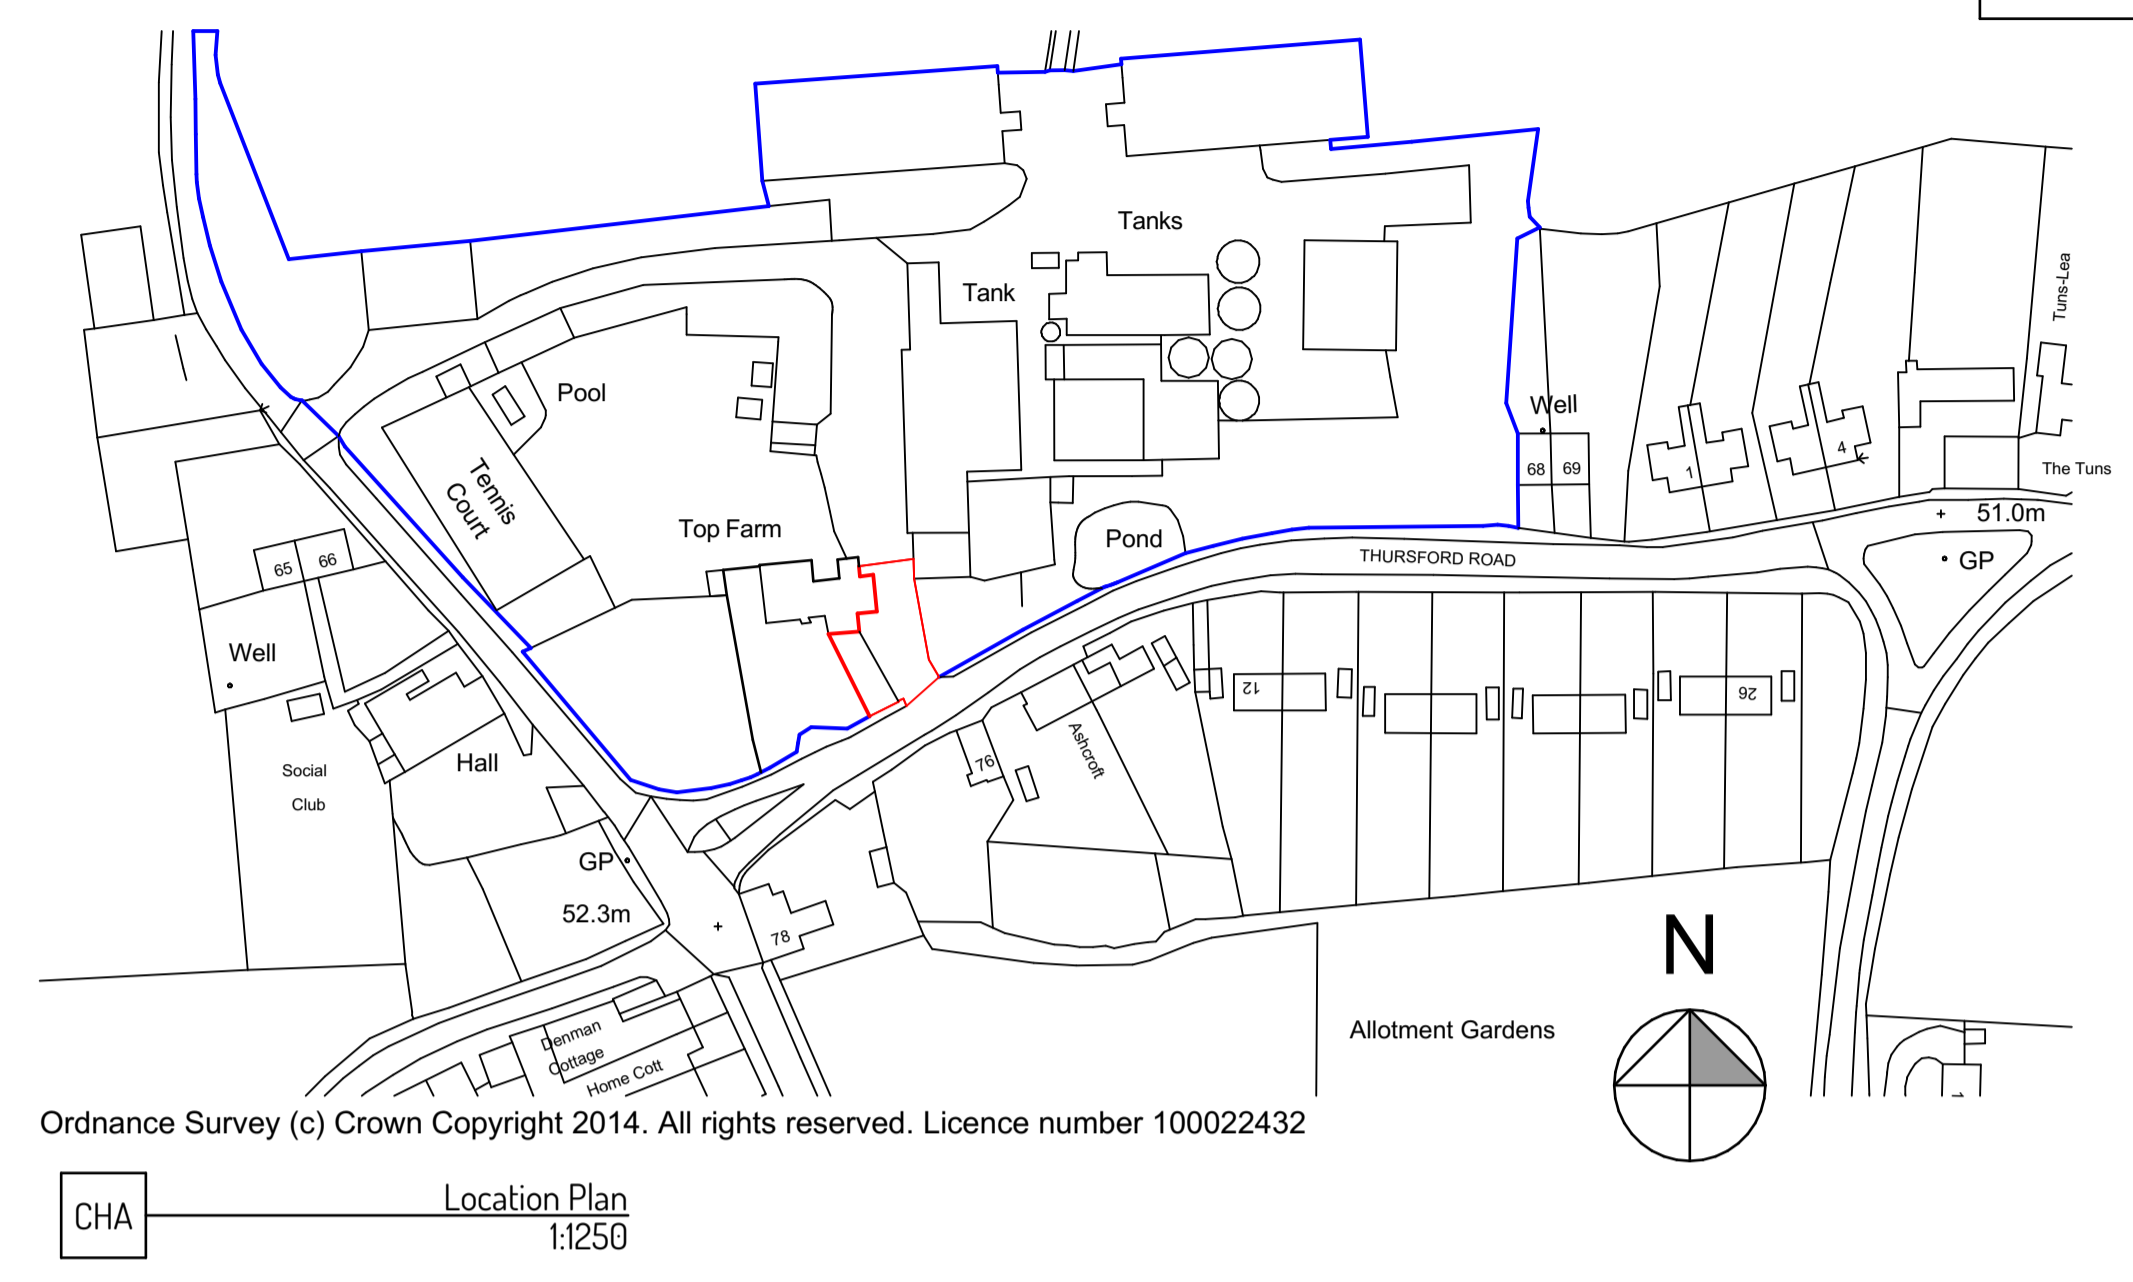 Tanks
Tank
Pool
Tennis
Court
Top Farm
Pond
Well
68
69
1
4
Tuns-Lea
The Tuns
51.0m
GP
THURSFORD ROAD
65
66
Well
Social
Club
Hall
GP
52.3m
78
76
Ashcroft
12
26
Denman
Cottage
Home Cott
Allotment Gardens
N
1
Ordnance Survey (c) Crown Copyright 2014. All rights reserved. Licence number 100022432
CHA
Location Plan
1:1250